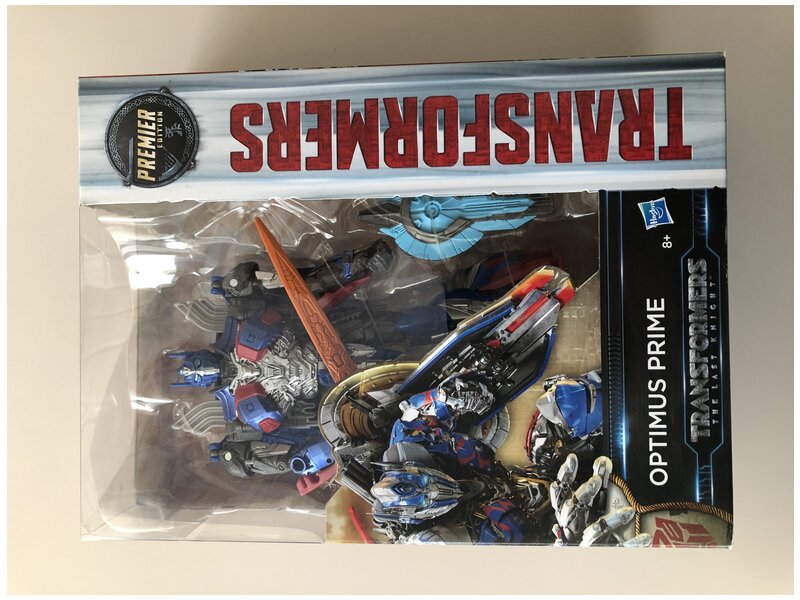 PREMIER
EDITION
TRANSFORMERS
Hasbro
8+
OPTIMUS PRIME
TRANSFORMERS
THE LAST KNIGHT